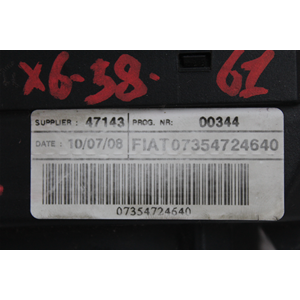 X6-38- 61
SUPPLIER : 47143 PROG. NR: 00344
DATE : 10/07/08 FIAT07354724640
07354724640